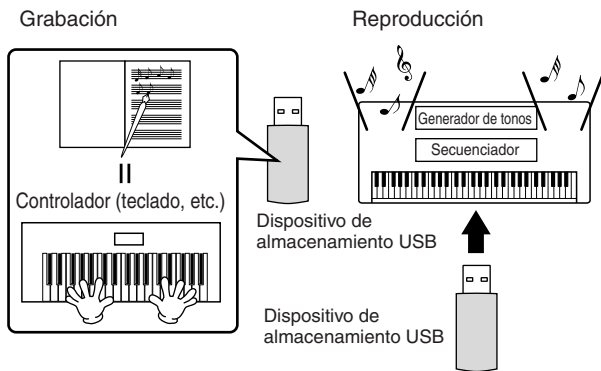 Grabación
Controlador (teclado, etc.)
Dispositivo de
almacenamiento USB
Reproducción
Generador de tonos
Secuenciador
Dispositivo de
almacenamiento USB